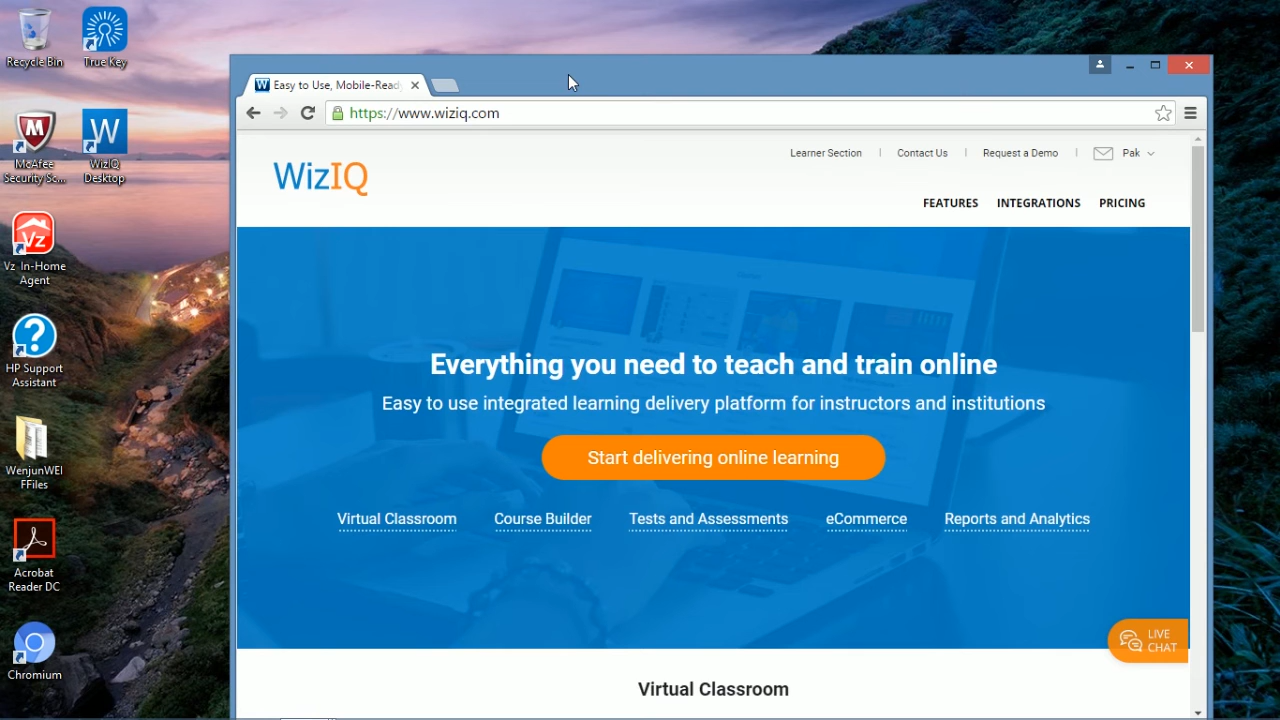 Recycle Bin
True Key
McAfee
Security Sc...
WizIQ
Desktop
Vz In-Home
Agent
HP Support
Assistant
WenjunWEI
FFiles
Acrobat
Reader DC
Chromium
Easy to Use, Mobile-Ready
https://www.wiziq.com
WizIQ
Learner Section
Contact Us
Request a Demo
Pak
FEATURES
INTEGRATIONS
PRICING
Everything you need to teach and train online
Easy to use integrated learning delivery platform for instructors and institutions
Start delivering online learning
Virtual Classroom
Course Builder
Tests and Assessments
eCommerce
Reports and Analytics
LIVE
CHAT
Virtual Classroom